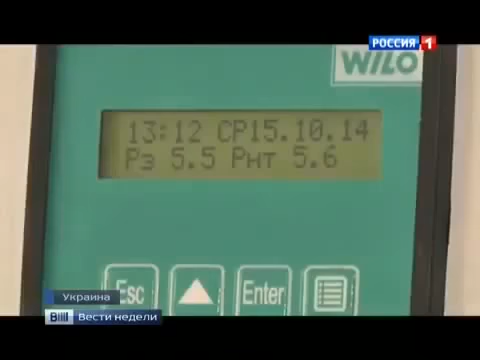 РОССИЯ 1
WILO
13:12 СР15.10.14
Рз 5.5 Рнт 5.6
Esc Enter
Украина
Вести недели